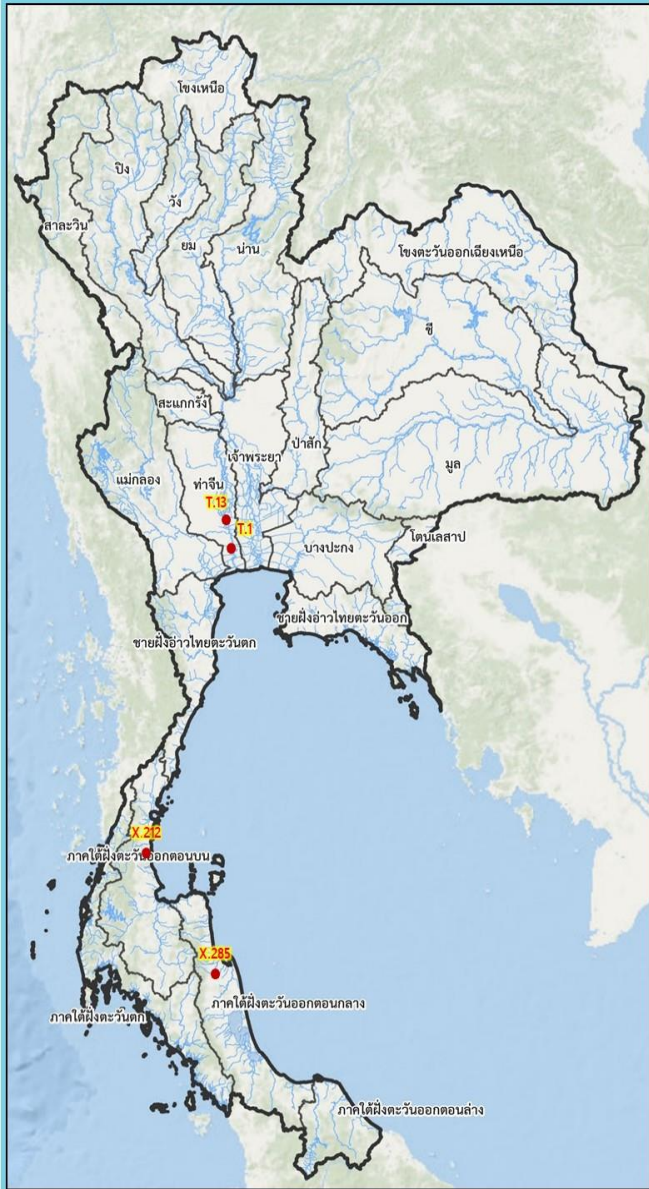 โขงเหนือ
ปิง
วัง
สาละวิน
ยม
น่าน
โขงตะวันออกเฉียงเหนือ
ชี
สะแกกรัง
ป่าสัก
เจ้าพระยา
มูล
แม่กลอง
ท่าจีน
T.13
T.1
โตนเลสาป
บางปะกง
ชายฝั่งอ่าวไทยตะวันออก
ชายฝั่งอ่าวไทยตะวันตก
X.212
ภาคใต้ฝั่งตะวันออกตอนบน
X.285
ภาคใต้ฝั่งตะวันออกตอนกลาง
ภาคใต้ฝั่งตะวันตก
ภาคใต้ฝั่งตะวันออกตอนล่าง